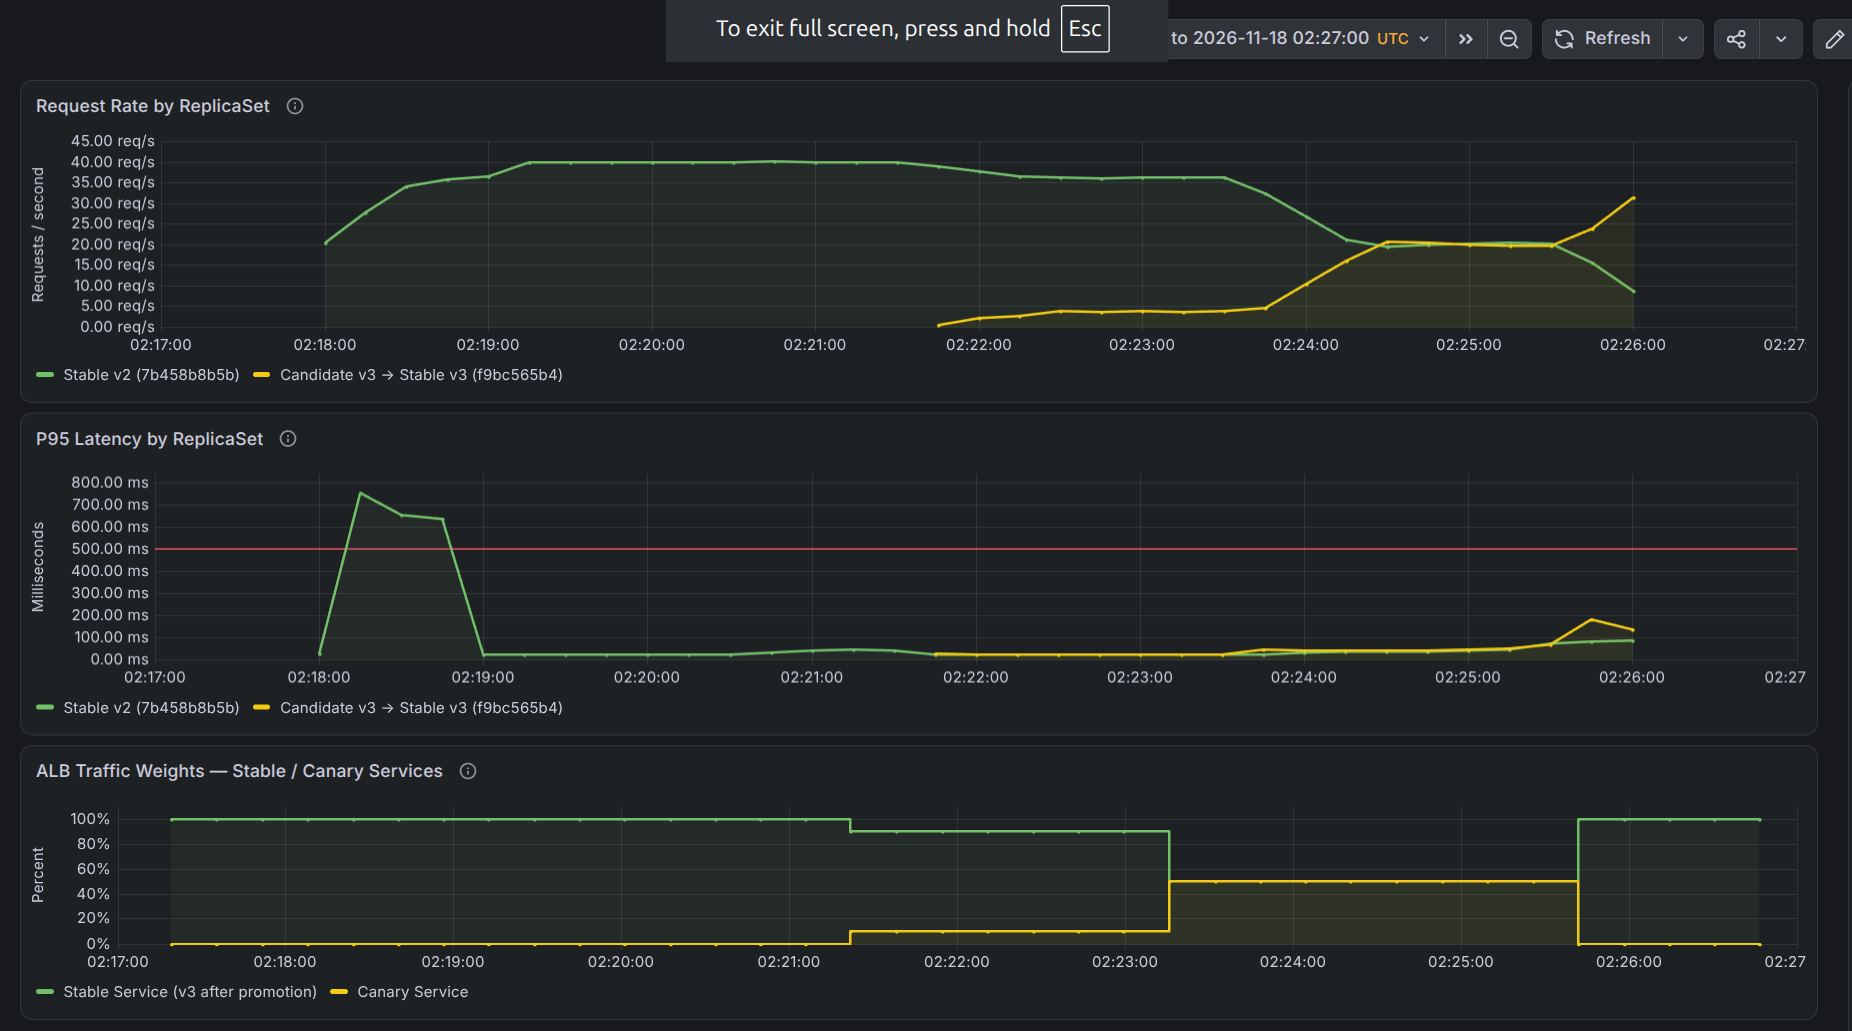 To exit full screen, press and hold Esc
to 2026-11-18 02:27:00 UTC
Refresh
Request Rate by ReplicaSet
Requests / second
45.00 req/s
40.00 req/s
35.00 req/s
30.00 req/s
25.00 req/s
20.00 req/s
15.00 req/s
10.00 req/s
5.00 req/s
0.00 req/s
02:17:00 02:18:00 02:19:00 02:20:00 02:21:00 02:22:00 02:23:00 02:24:00 02:25:00 02:26:00 02:27
Stable v2 (7b458b8b5b) Candidate v3 → Stable v3 (f9bc565b4)
P95 Latency by ReplicaSet
Milliseconds
800.00 ms
700.00 ms
600.00 ms
500.00 ms
400.00 ms
300.00 ms
200.00 ms
100.00 ms
0.00 ms
02:17:00 02:18:00 02:19:00 02:20:00 02:21:00 02:22:00 02:23:00 02:24:00 02:25:00 02:26:00 02:27
Stable v2 (7b458b8b5b) Candidate v3 → Stable v3 (f9bc565b4)
ALB Traffic Weights — Stable / Canary Services
Percent
100%
80%
60%
40%
20%
0%
02:17:00 02:18:00 02:19:00 02:20:00 02:21:00 02:22:00 02:23:00 02:24:00 02:25:00 02:26:00 02:27
Stable Service (v3 after promotion) Canary Service